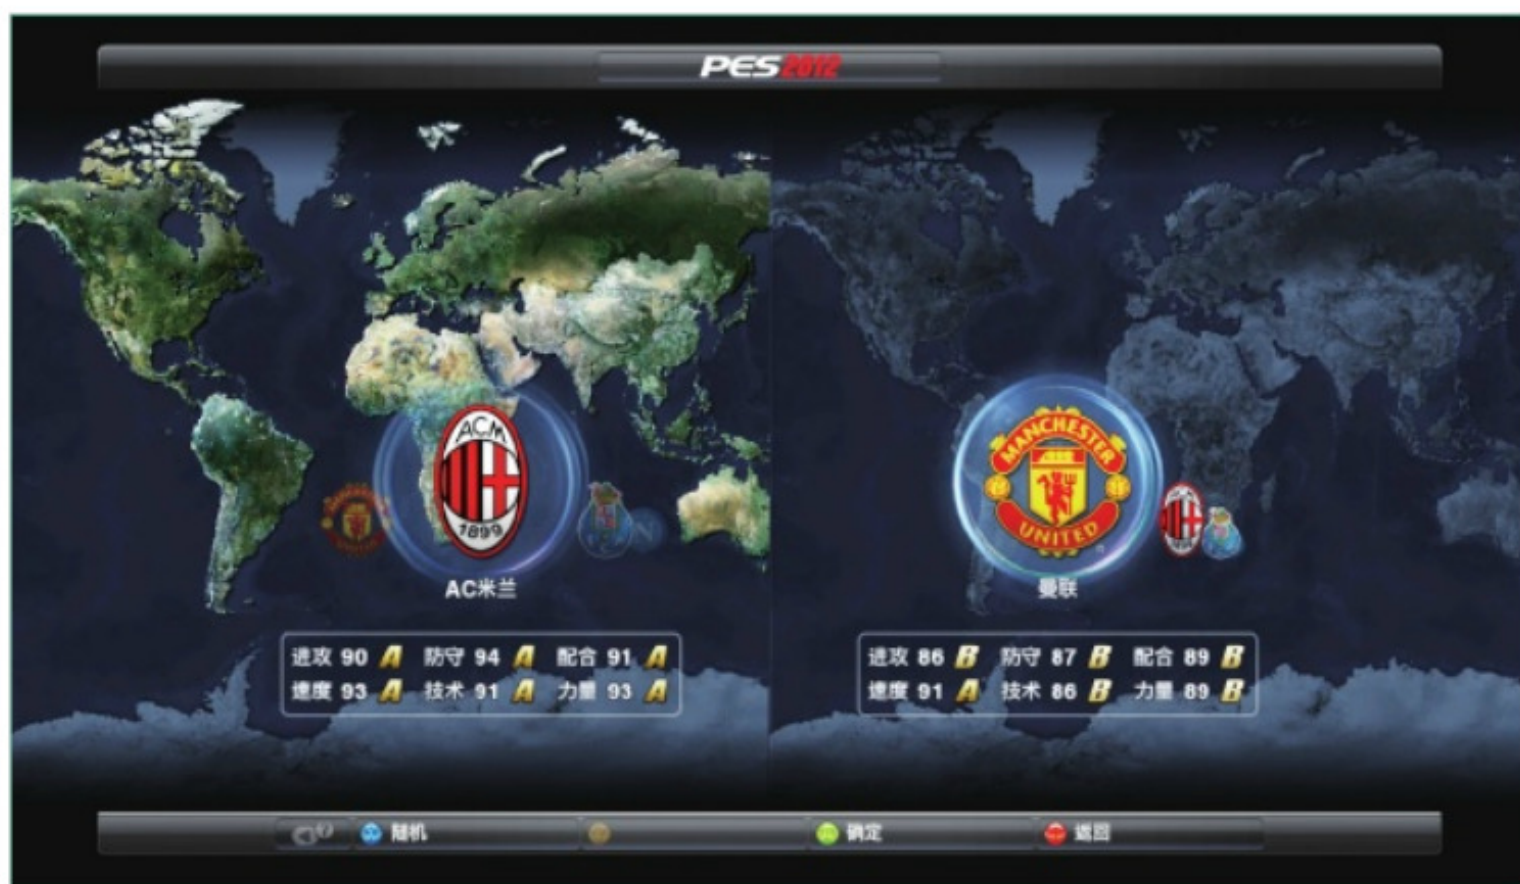 PES2012
ACM
1899
AC米兰
MANCHESTER
UNITED
曼联
进攻 90 A 防守 94 A 配合 91 A
速度 93 A 技术 91 A 力量 93 A
进攻 86 B 防守 87 B 配合 89 B
速度 91 A 技术 86 B 力量 89 B
随机 确定 返回